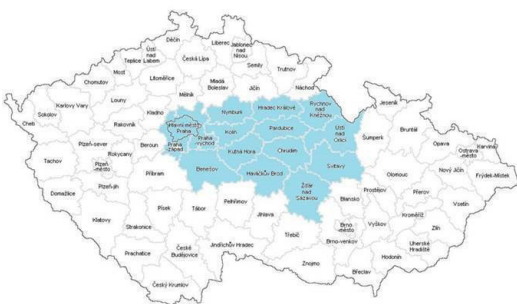 Děčín
Liberec
Jablonec
nad
Nisou
Ústí
nad
Labem
Teplice
Česká Lípa
Semily
Trutnov
Most
Litoměřice
Mladá
Boleslav
Jičín
Náchod
Chomutov
Mělník
Karlovy Vary
Louny
Nymburk
Hradec Králové
Rychnov
nad
Kněžnou
Jeseník
Sokolov
Cheb
Kladno
Hlavní město
Praha
Rakovník
Kolín
Pardubice
Ústí
nad
Orlicí
Šumperk
Bruntál
Praha
východ
Praha
západ
Beroun
Plzeň-sever
Rokycany
Kutná Hora
Chrudim
Opava
Ostrava
město
Karviná
Tachov
Plzeň
město
Příbram
Benešov
Havlíčkův Brod
Svitavy
Olomouc
Nový Jičín
Frýdek-Místek
Domažlice
Plzeň-jih
Žďár
nad
Sázavou
Prostějov
Přerov
Blansko
Vsetín
Písek
Tábor
Pelhřimov
Jihlava
Kroměříž
Klatovy
Strakonice
Třebíč
Brno-
město
Vyškov
Zlín
Prachatice
České
Budějovice
Jindřichův Hradec
Brno-venkov
Uherské
Hradiště
Znojmo
Hodonín
Břeclav
Český Krumlov